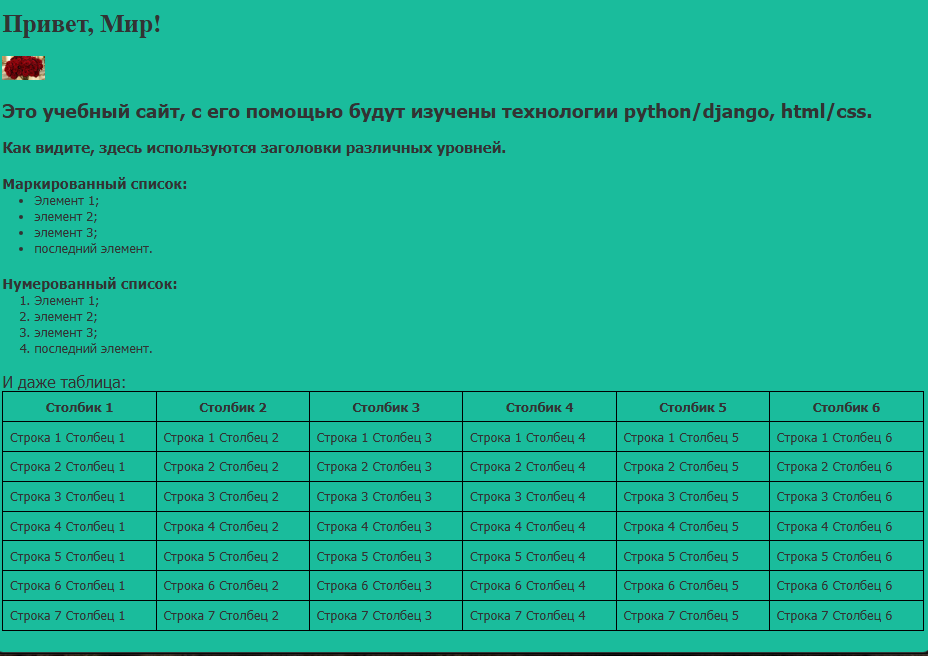 Привет, Мир!
Это учебный сайт, с его помощью будут изучены технологии python/django, html/css.
Как видите, здесь используются заголовки различных уровней.
Маркированный список:
• Элемент 1;
• элемент 2;
• элемент 3;
• последний элемент.
Нумерованный список:
1. Элемент 1;
2. элемент 2;
3. элемент 3;
4. последний элемент.
И даже таблица:
Столбик 1 Столбик 2 Столбик 3 Столбик 4 Столбик 5 Столбик 6
Строка 1 Столбец 1 Строка 1 Столбец 2 Строка 1 Столбец 3 Строка 1 Столбец 4 Строка 1 Столбец 5 Строка 1 Столбец 6
Строка 2 Столбец 1 Строка 2 Столбец 2 Строка 2 Столбец 3 Строка 2 Столбец 4 Строка 2 Столбец 5 Строка 2 Столбец 6
Строка 3 Столбец 1 Строка 3 Столбец 2 Строка 3 Столбец 3 Строка 3 Столбец 4 Строка 3 Столбец 5 Строка 3 Столбец 6
Строка 4 Столбец 1 Строка 4 Столбец 2 Строка 4 Столбец 3 Строка 4 Столбец 4 Строка 4 Столбец 5 Строка 4 Столбец 6
Строка 5 Столбец 1 Строка 5 Столбец 2 Строка 5 Столбец 3 Строка 5 Столбец 4 Строка 5 Столбец 5 Строка 5 Столбец 6
Строка 6 Столбец 1 Строка 6 Столбец 2 Строка 6 Столбец 3 Строка 6 Столбец 4 Строка 6 Столбец 5 Строка 6 Столбец 6
Строка 7 Столбец 1 Строка 7 Столбец 2 Строка 7 Столбец 3 Строка 7 Столбец 4 Строка 7 Столбец 5 Строка 7 Столбец 6